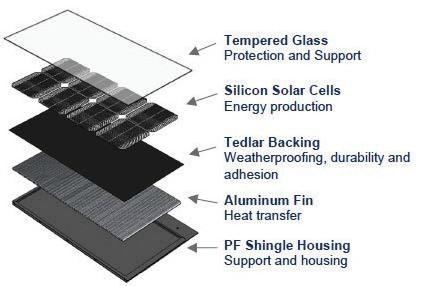 Tempered Glass
Protection and Support
Silicon Solar Cells
Energy production
Tedlar Backing
Weatherproofing, durability and
adhesion
Aluminum Fin
Heat transfer
PF Shingle Housing
Support and housing